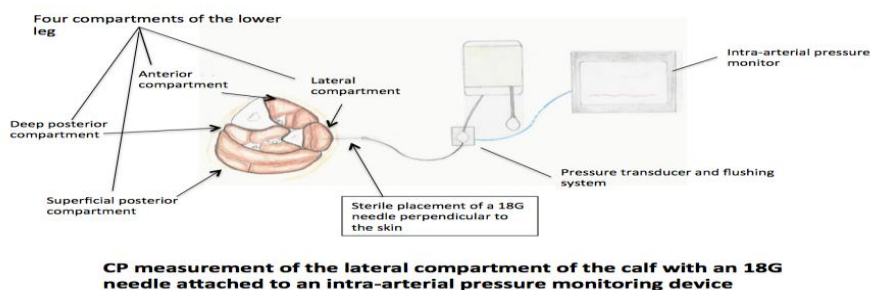 Four compartments of the lower
leg
Anterior
compartment
Lateral
compartment
Intra-arterial pressure
monitor
Deep posterior
compartment
Pressure transducer and flushing
system
Superficial posterior
compartment
Sterile placement of a 18G
needle perpendicular to
the skin
CP measurement of the lateral compartment of the calf with an 18G
needle attached to an intra-arterial pressure monitoring device